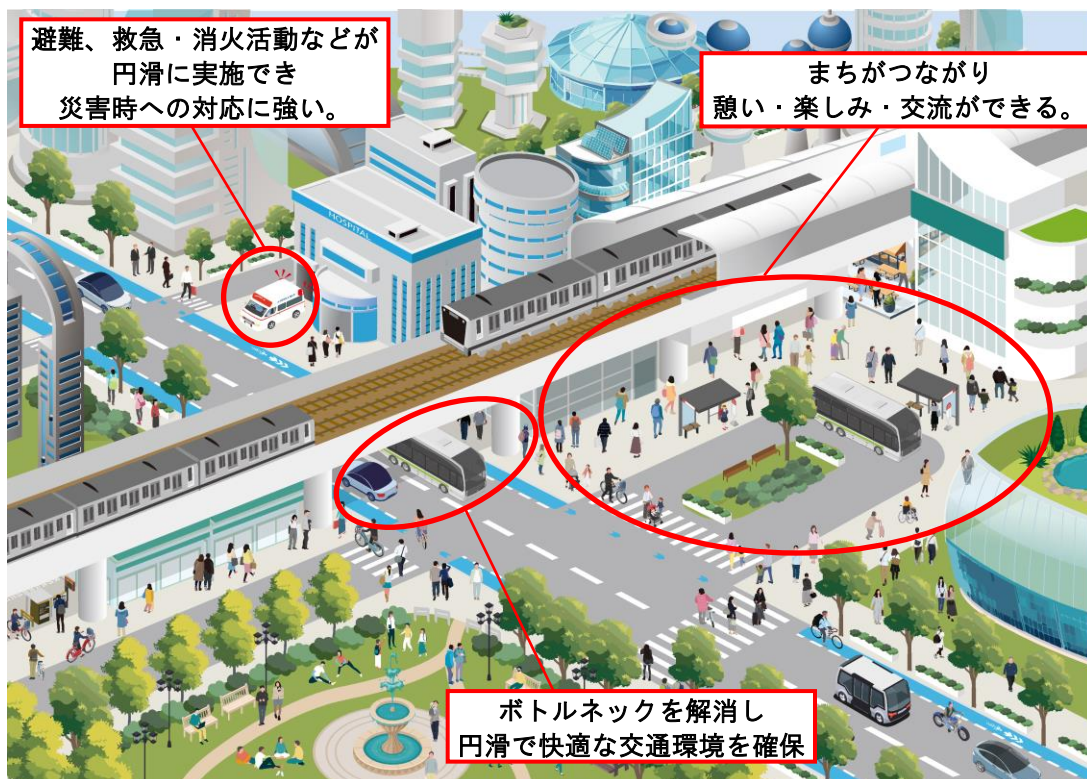 避難、救急・消火活動などが
円滑に実施でき
災害時への対応に強い。
まちがつながり
憩い・楽しみ・交流ができる。
HOSPITAL
ボトルネックを解消し
円滑で快適な交通環境を確保